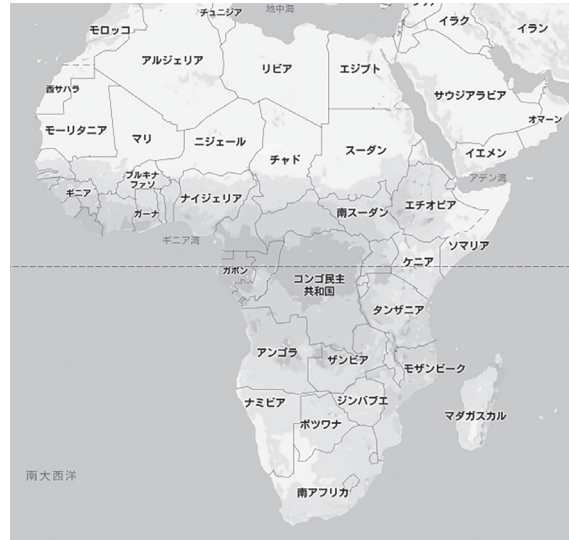 チュニジア
地中海
モロッコ
イラク
イラン
アルジェリア
リビア
エジプト
西サハラ
サウジアラビア
モーリタニア
マリ
ニジェール
チャド
スーダン
オマーン
イエメン
アデン湾
ギニア
ブルキナ
ファソ
ガーナ
ナイジェリア
南スーダン
エチオピア
ギニア湾
ソマリア
ガボン
コンゴ民主
共和国
ケニア
タンザニア
アンゴラ
ザンビア
モザンビーク
ナミビア
ジンバブエ
ボツワナ
マダガスカル
南大西洋
南アフリカ